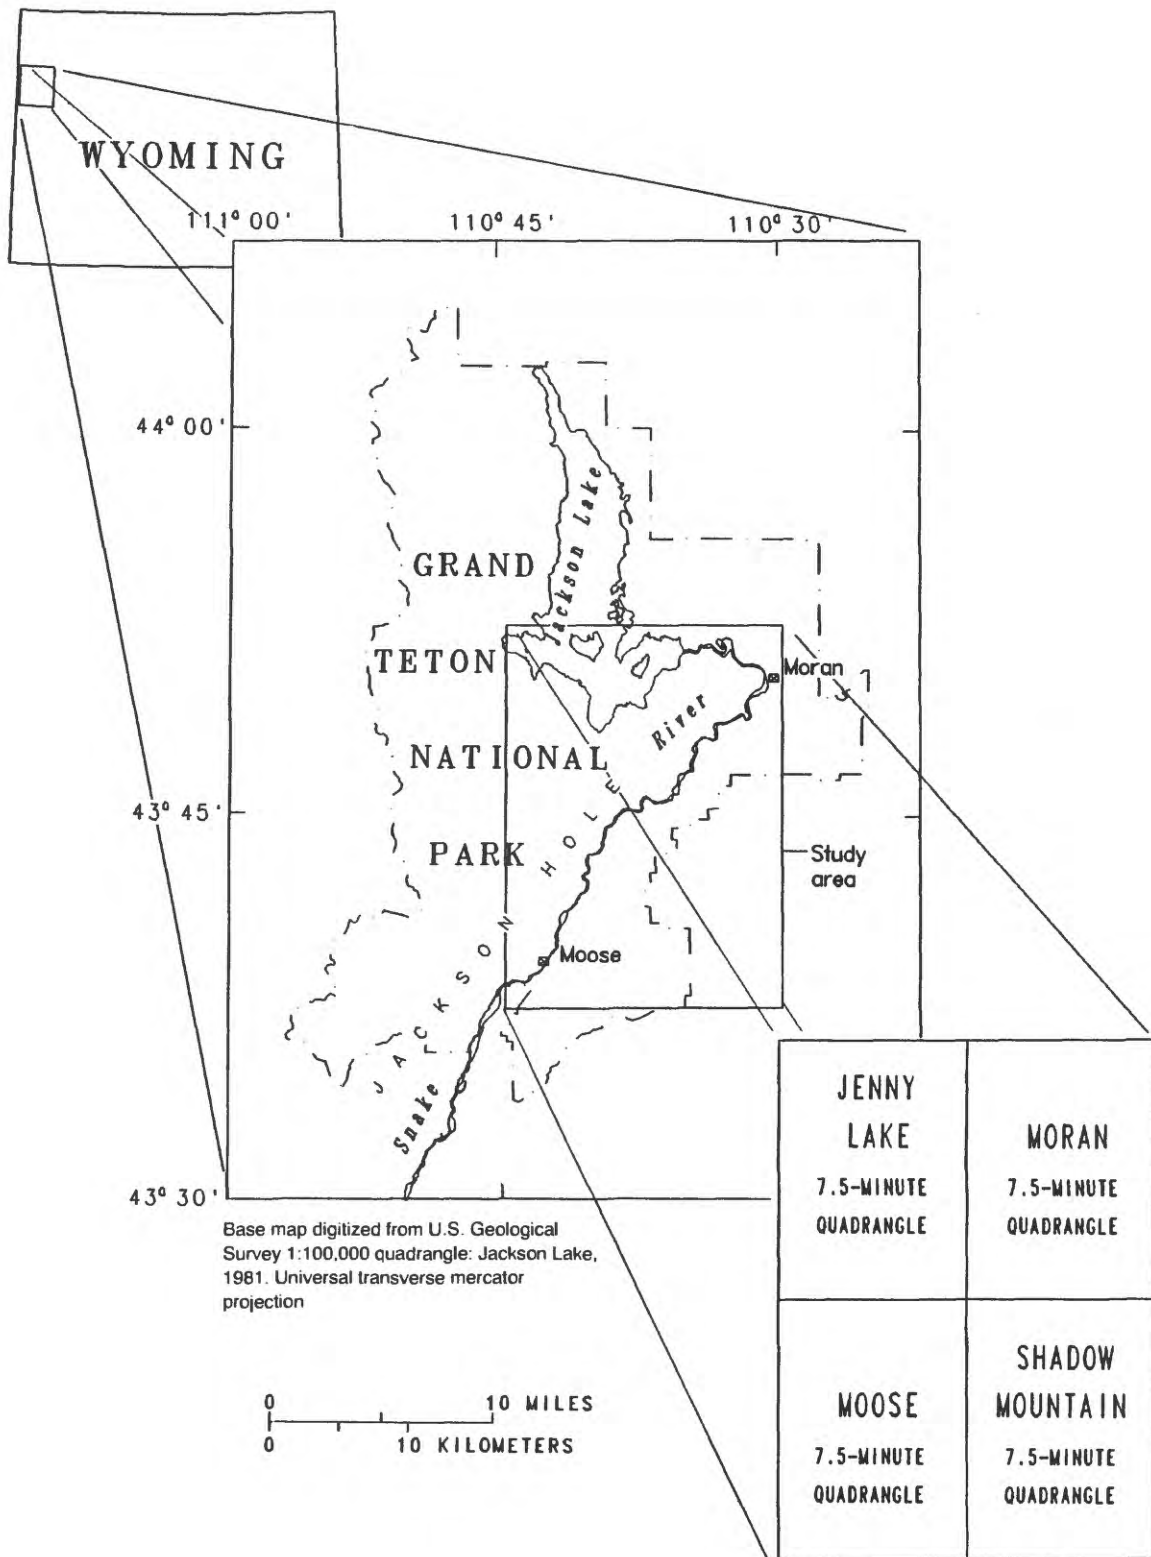 WYOMING
111° 00'
110° 45'
110° 30'
44° 00'
Jackson Lake
GRAND
TETON
Moran
River
NATIONAL
43° 45'
PARK
JACKSON HOLE
Study
area
Moose
Snake
43° 30'
Base map digitized from U.S. Geological
Survey 1:100,000 quadrangle: Jackson Lake,
1981. Universal transverse mercator
projection
0 10 MILES
0 10 KILOMETERS
JENNY
LAKE
7.5-MINUTE
QUADRANGLE
MORAN
7.5-MINUTE
QUADRANGLE
MOOSE
7.5-MINUTE
QUADRANGLE
SHADOW
MOUNTAIN
7.5-MINUTE
QUADRANGLE